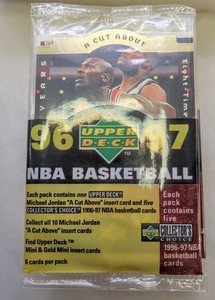 A CUT ABOVE
YEARS
Eight-Time
96 UPPER DECK 97
NBA BASKETBALL
Each pack contains one UPPER DECK®
Michael Jordan "A Cut Above" insert card and five
COLLECTOR'S CHOICE® 1996-97 NBA basketball cards
Collect all 10 Michael Jordan
"A Cut Above" insert cards
Find Upper Deck™
Mini & Gold Mini insert cards
6 cards per pack
Each
pack
contains
five
COLLECTOR'S
CHOICE
1996-97 NBA
basketball
cards